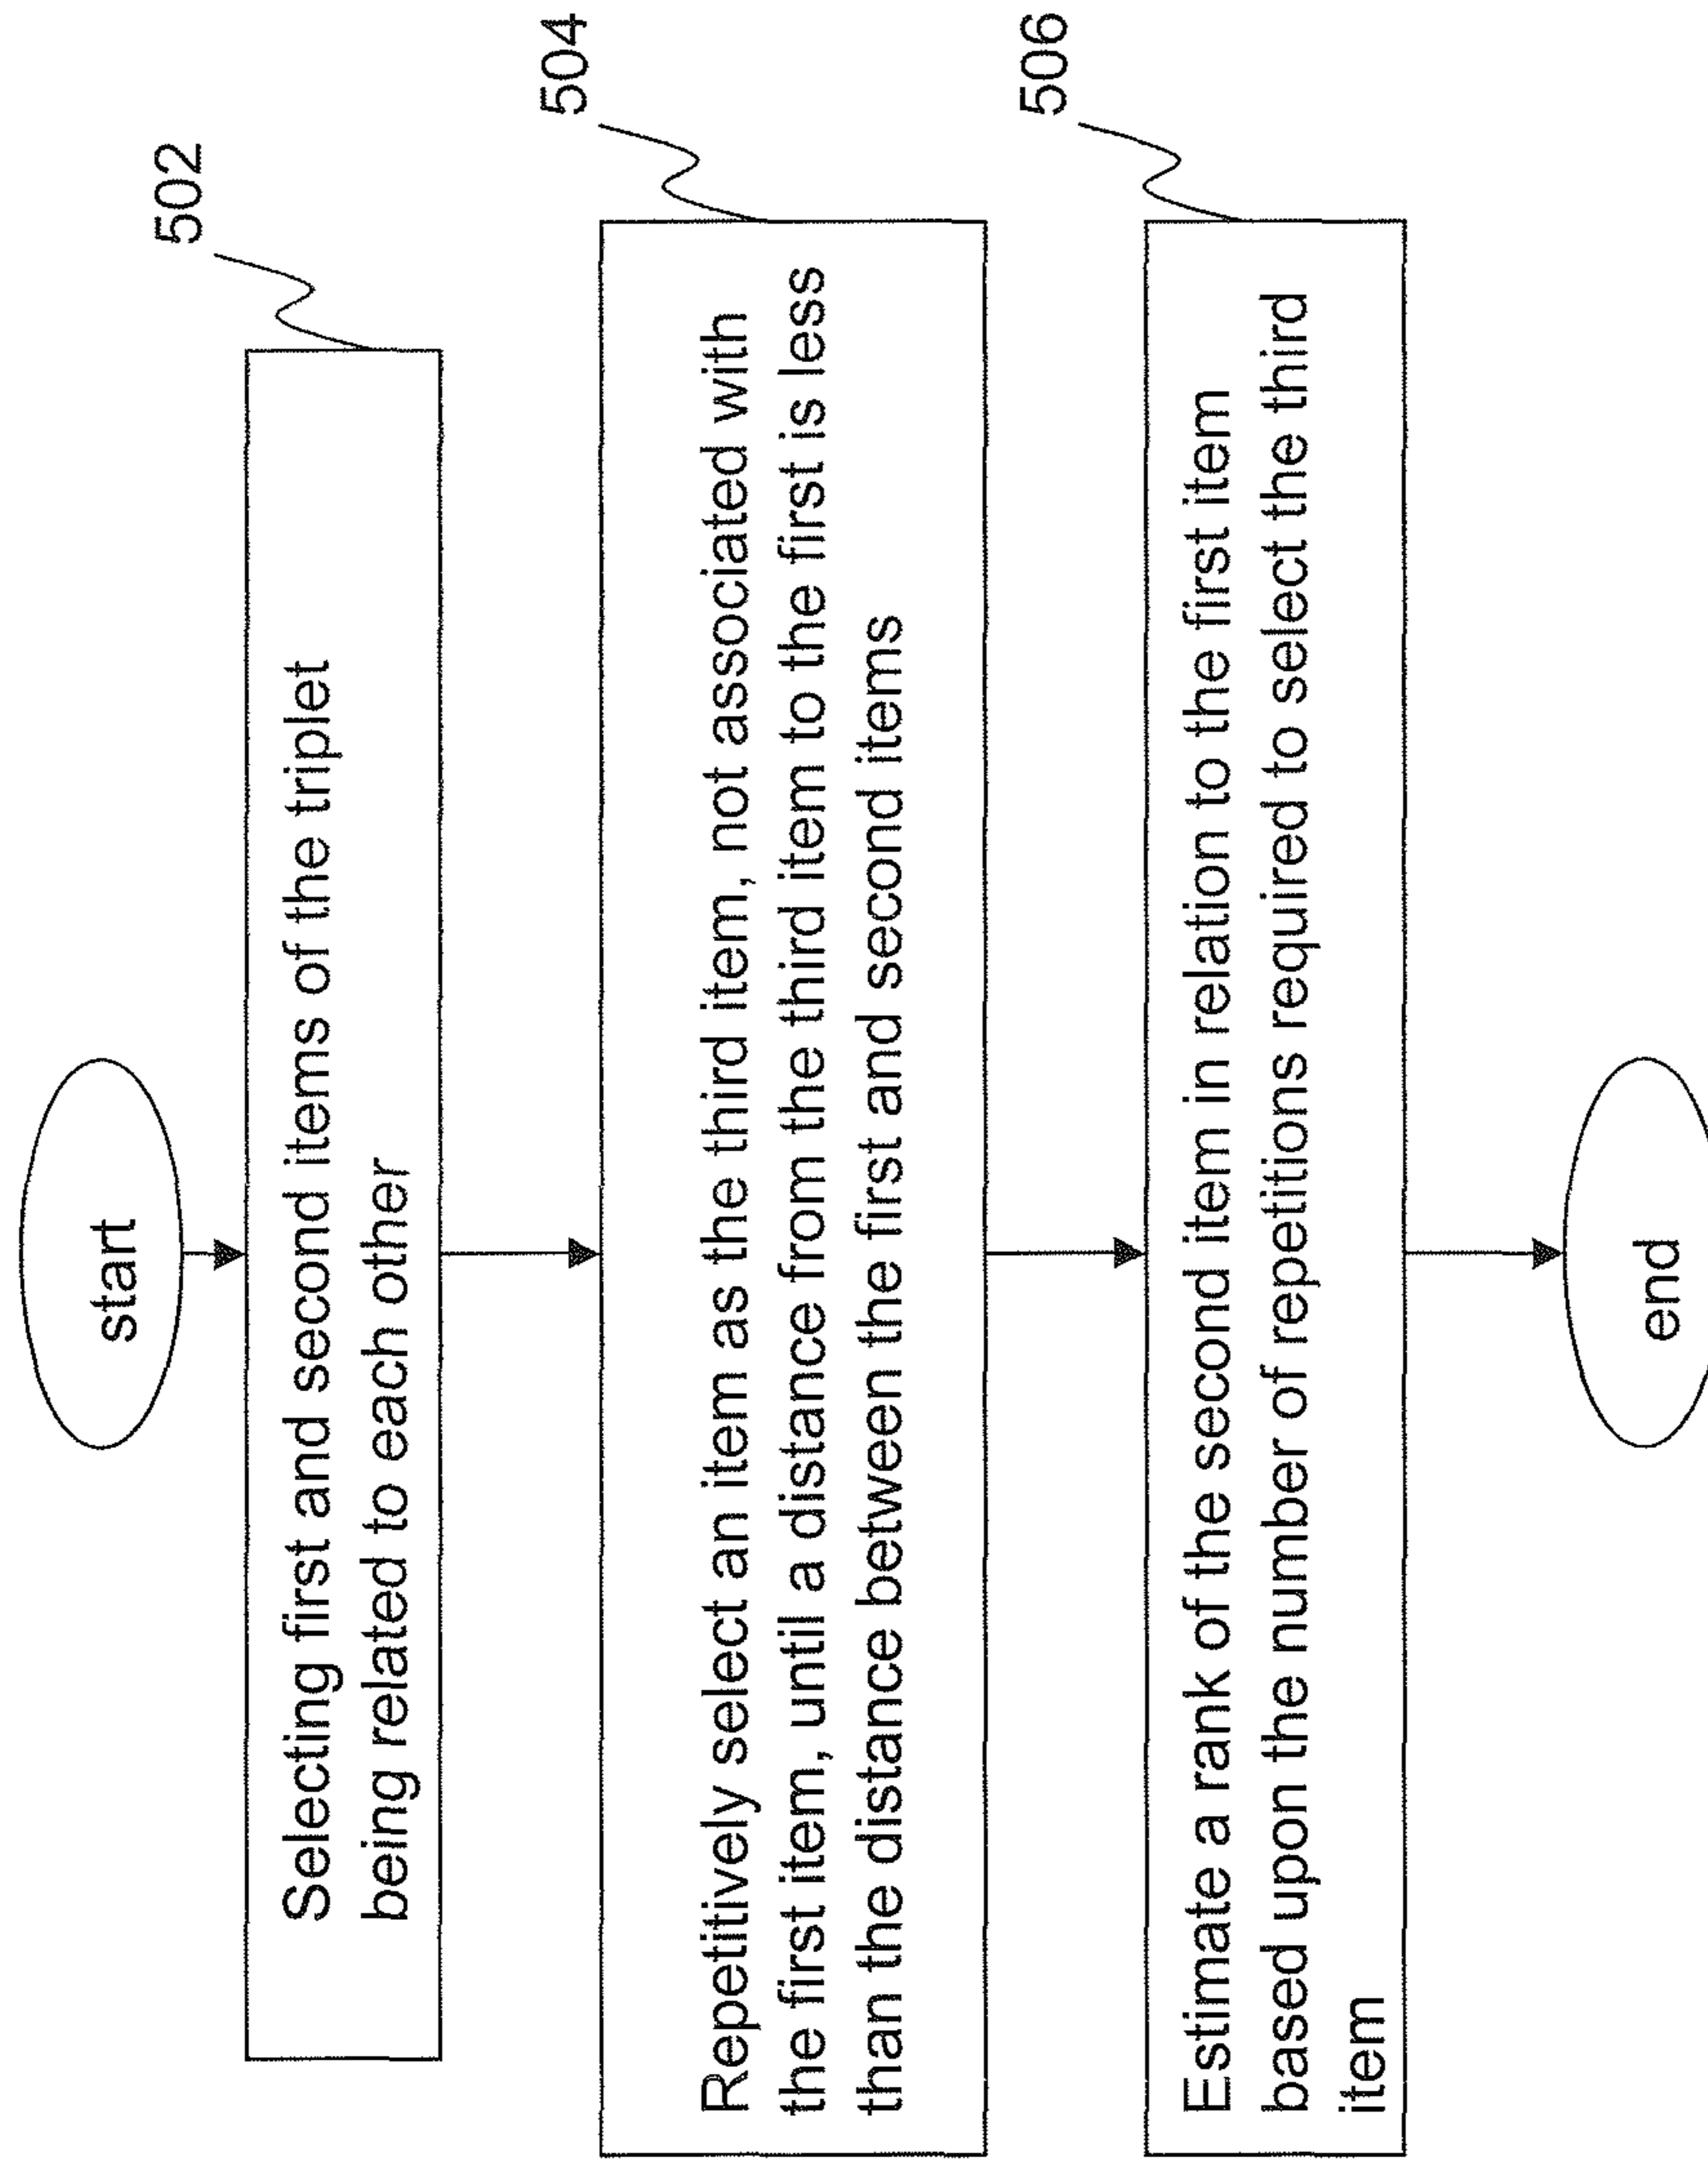 start
502
Selecting first and second items of the triplet
being related to each other
504
Repetitively select an item as the third item, not associated with
the first item, until a distance from the third item to the first is less
than the distance between the first and second items
506
Estimate a rank of the second item in relation to the first item
based upon the number of repetitions required to select the third
item
end